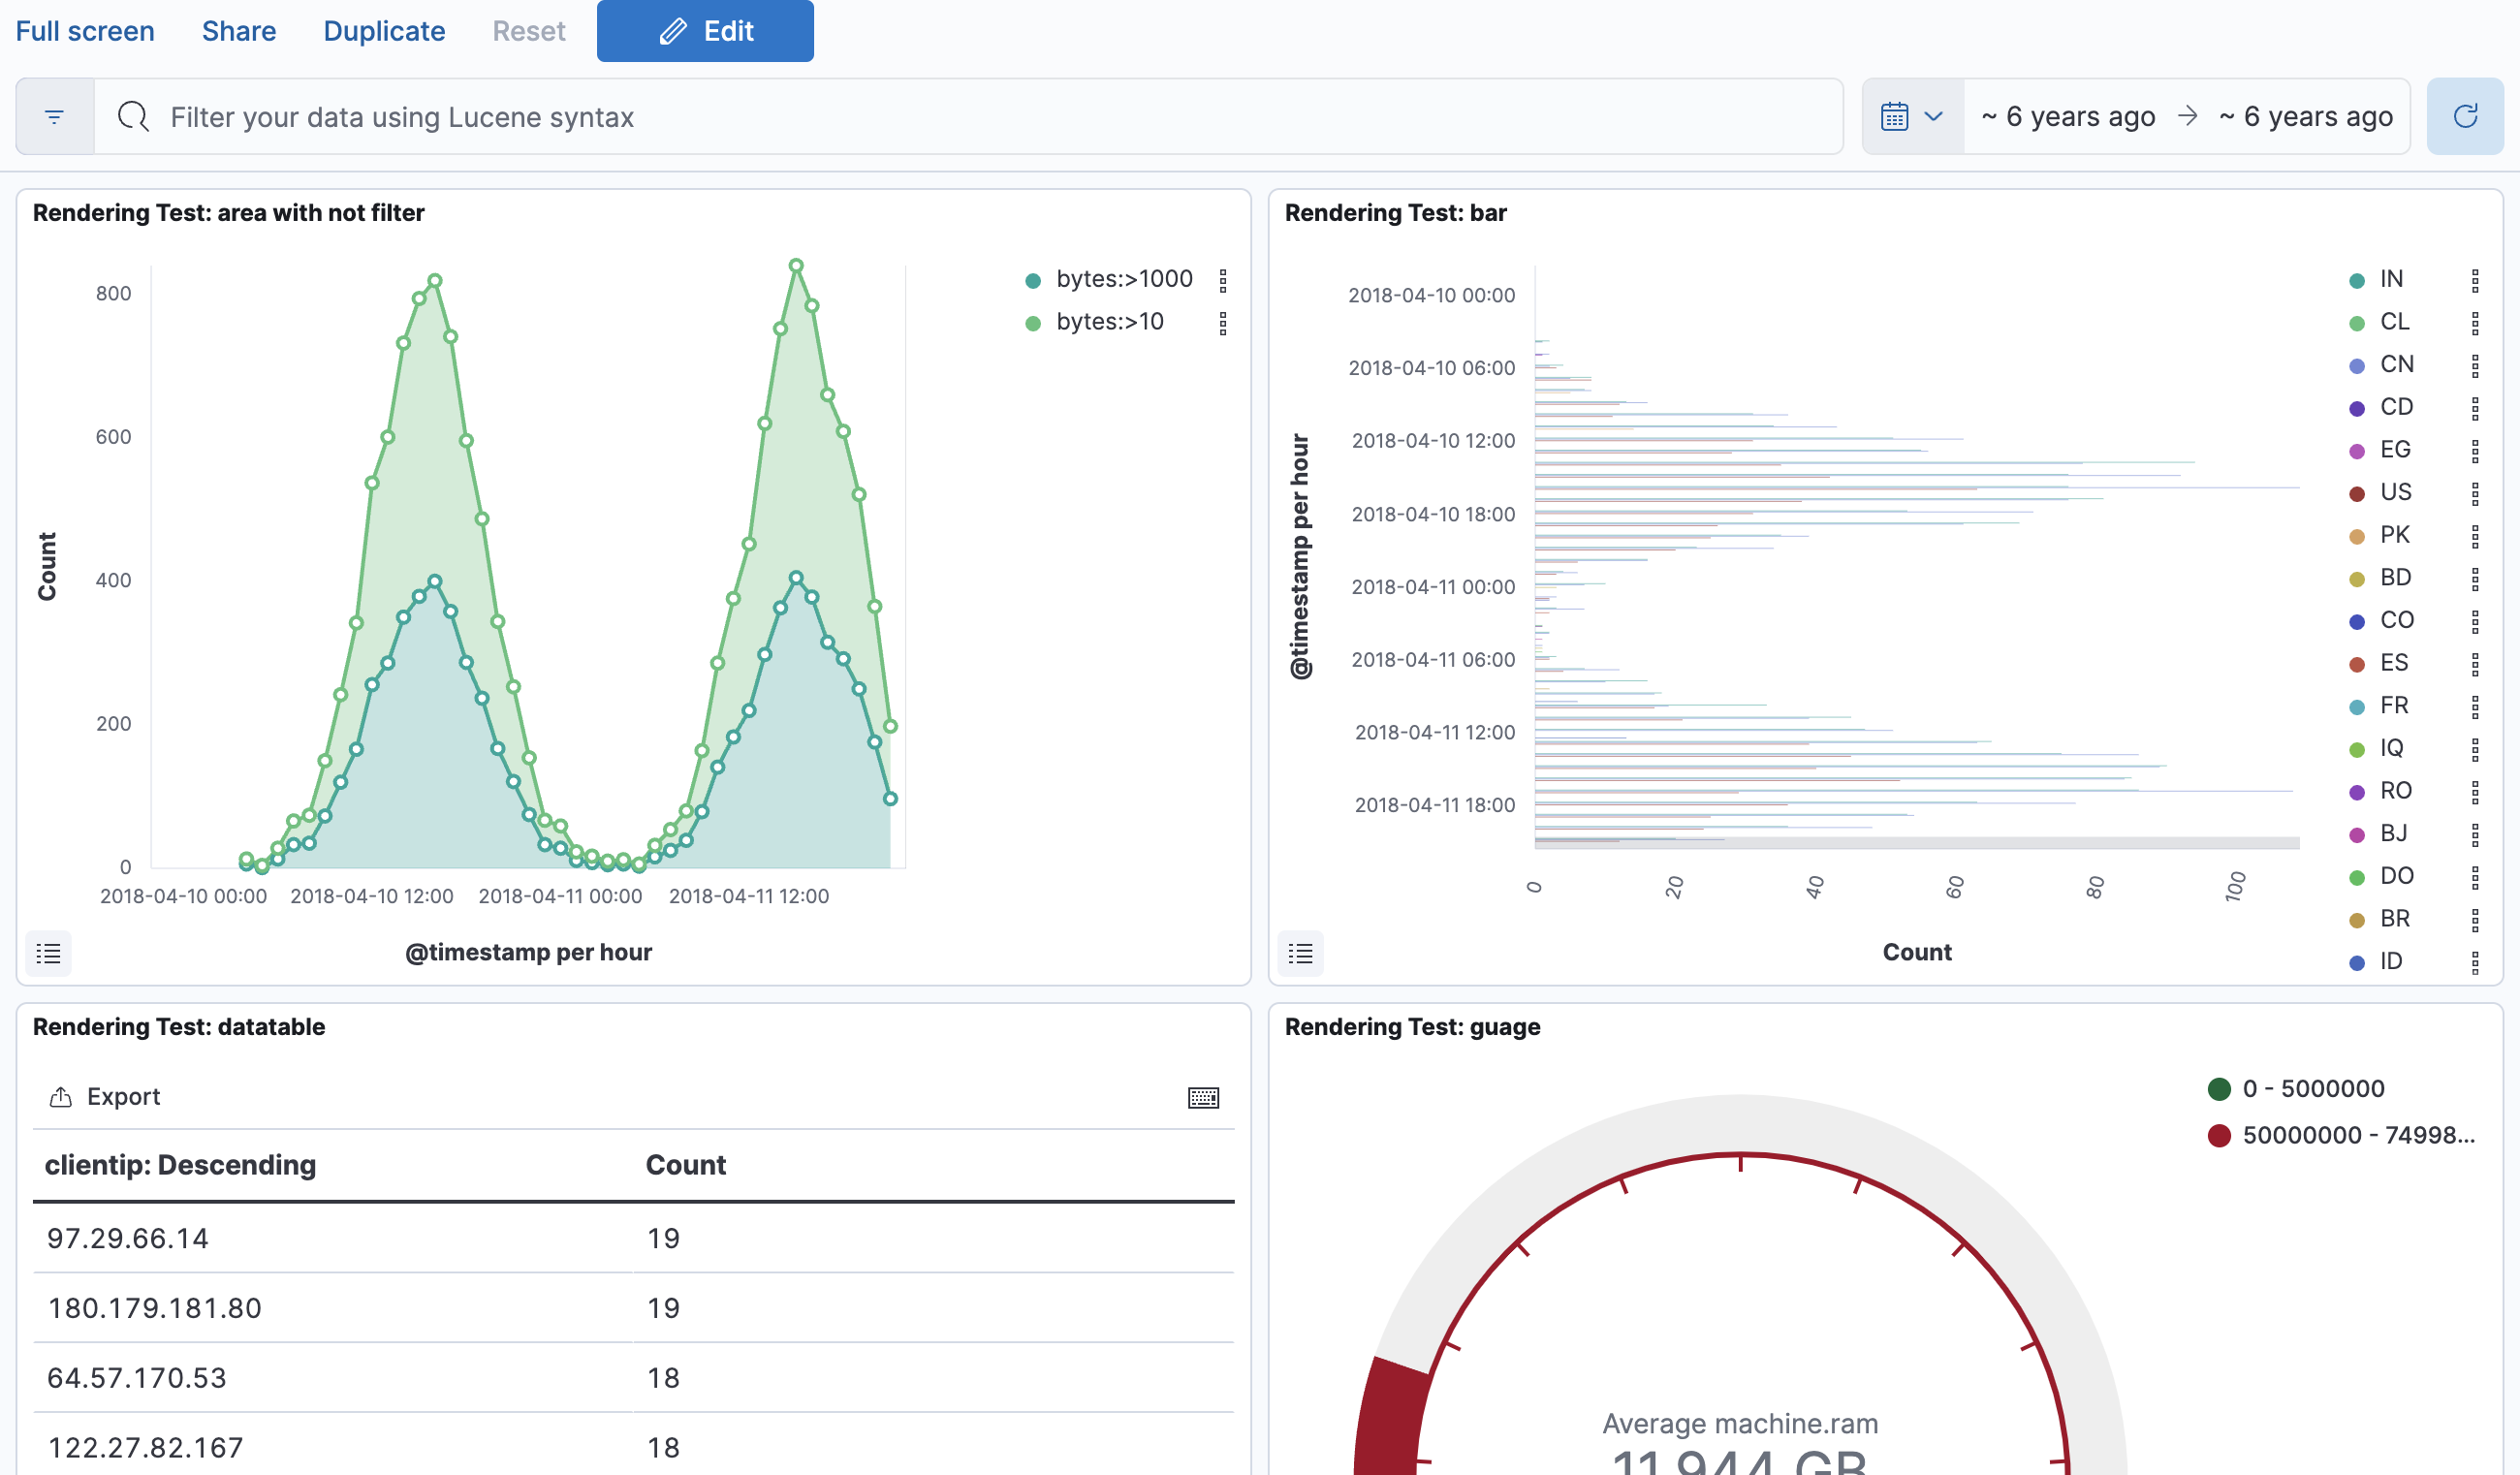 Full screen Share Duplicate Reset Edit
Filter your data using Lucene syntax
~ 6 years ago → ~ 6 years ago
Rendering Test: area with not filter
Count
800
600
400
200
0
2018-04-10 00:00 2018-04-10 12:00 2018-04-11 00:00 2018-04-11 12:00
@timestamp per hour
bytes:>1000
bytes:>10
Rendering Test: bar
@timestamp per hour
2018-04-10 00:00
2018-04-10 06:00
2018-04-10 12:00
2018-04-10 18:00
2018-04-11 00:00
2018-04-11 06:00
2018-04-11 12:00
2018-04-11 18:00
0 20 40 60 80 100
Count
IN
CL
CN
CD
EG
US
PK
BD
CO
ES
FR
IQ
RO
BJ
DO
BR
ID
Rendering Test: datatable
Export
clientip: Descending Count
97.29.66.14 19
180.179.181.80 19
64.57.170.53 18
122.27.82.167 18
Rendering Test: guage
0 - 5000000
50000000 - 74998...
Average machine.ram
11.944 GB